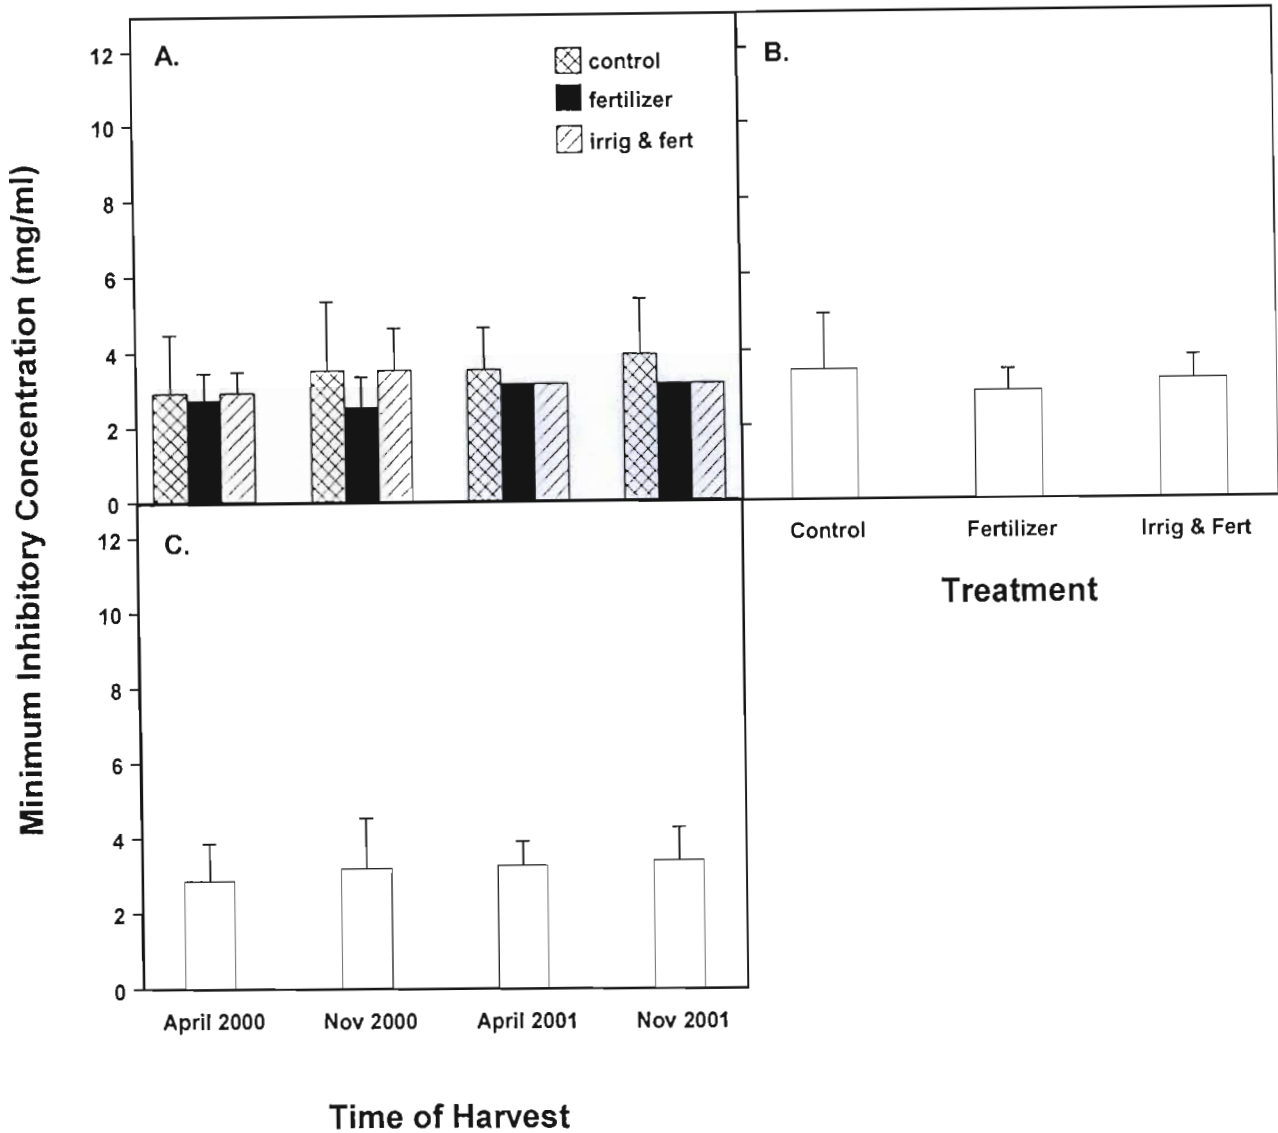 Minimum Inhibitory Concentration (mg/ml)
A.
control
fertilizer
irrig & fert
12
10
8
6
4
2
0
B.
Control
Fertilizer
Irrig & Fert
Treatment
C.
12
10
8
6
4
2
0
April 2000
Nov 2000
April 2001
Nov 2001
Time of Harvest